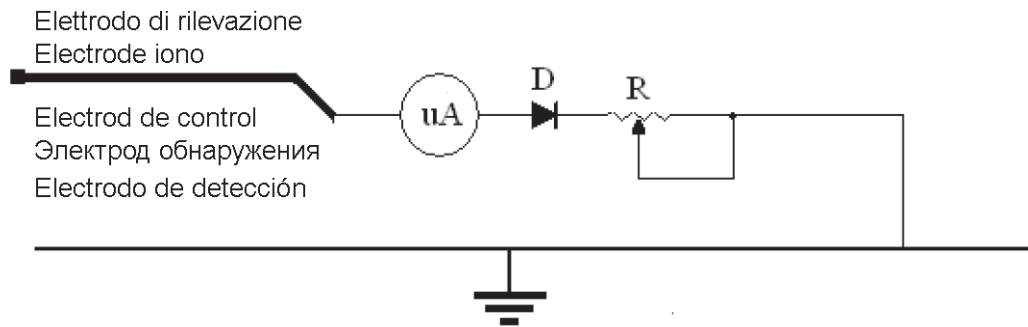 Elettrodo di rilevazione
Electrode iono
D
R
uA
Electrod de control
Электрод обнаружения
Electrodo de detección